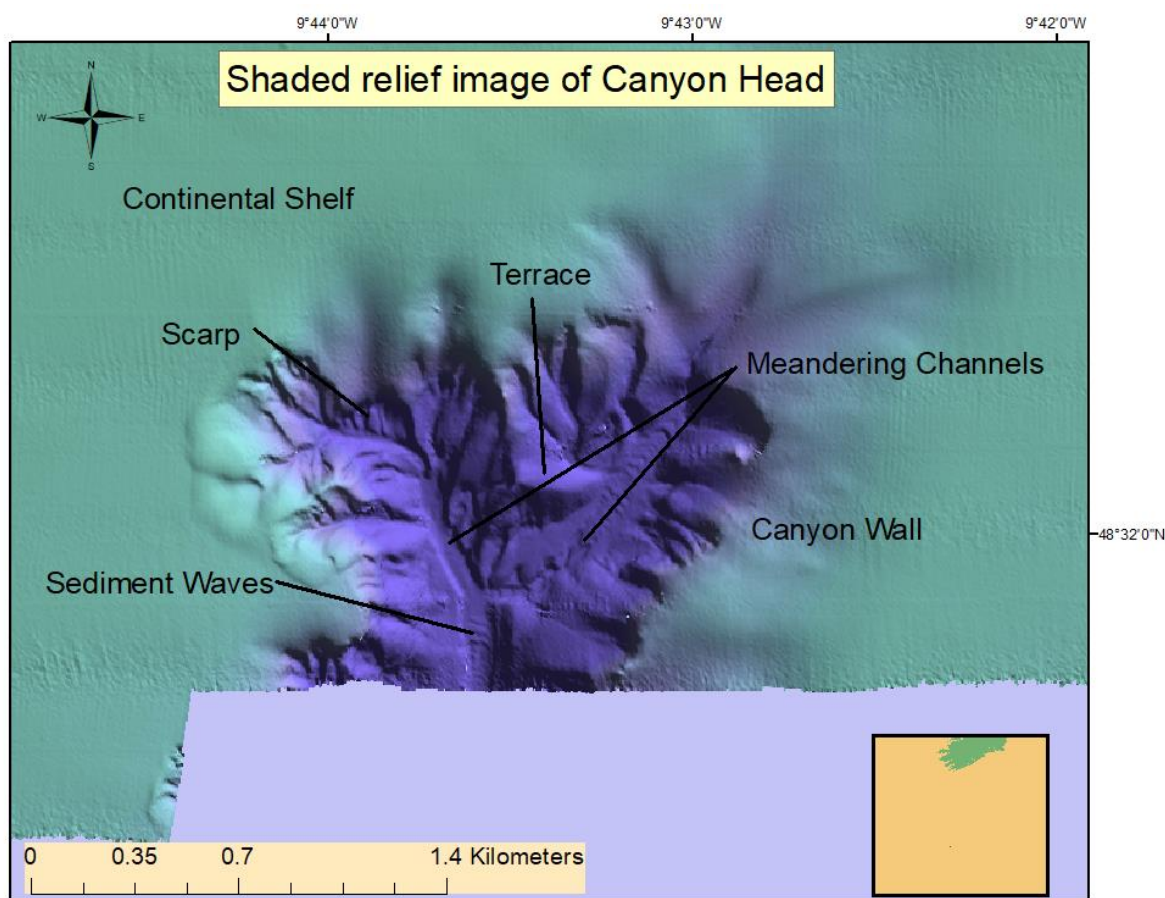 9°44'0"W
9°43'0"W
9°42'0"W
Shaded relief image of Canyon Head
N
W
E
S
Continental Shelf
Terrace
Scarp
Meandering Channels
Canyon Wall
48°32'0"N
Sediment Waves
0
0.35
0.7
1.4 Kilometers